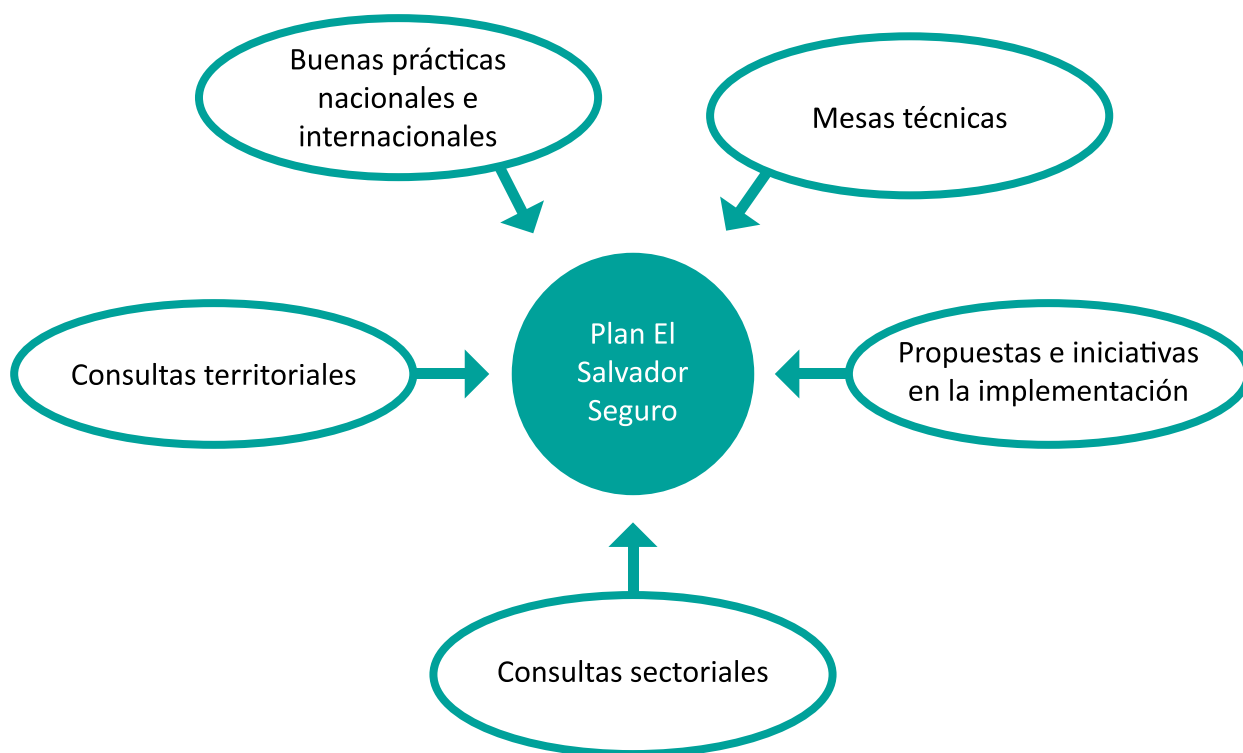 Buenas prácticas
nacionales e
internacionales
Mesas técnicas
Plan El
Salvador
Seguro
Consultas territoriales
Propuestas e iniciativas
en la implementación
Consultas sectoriales